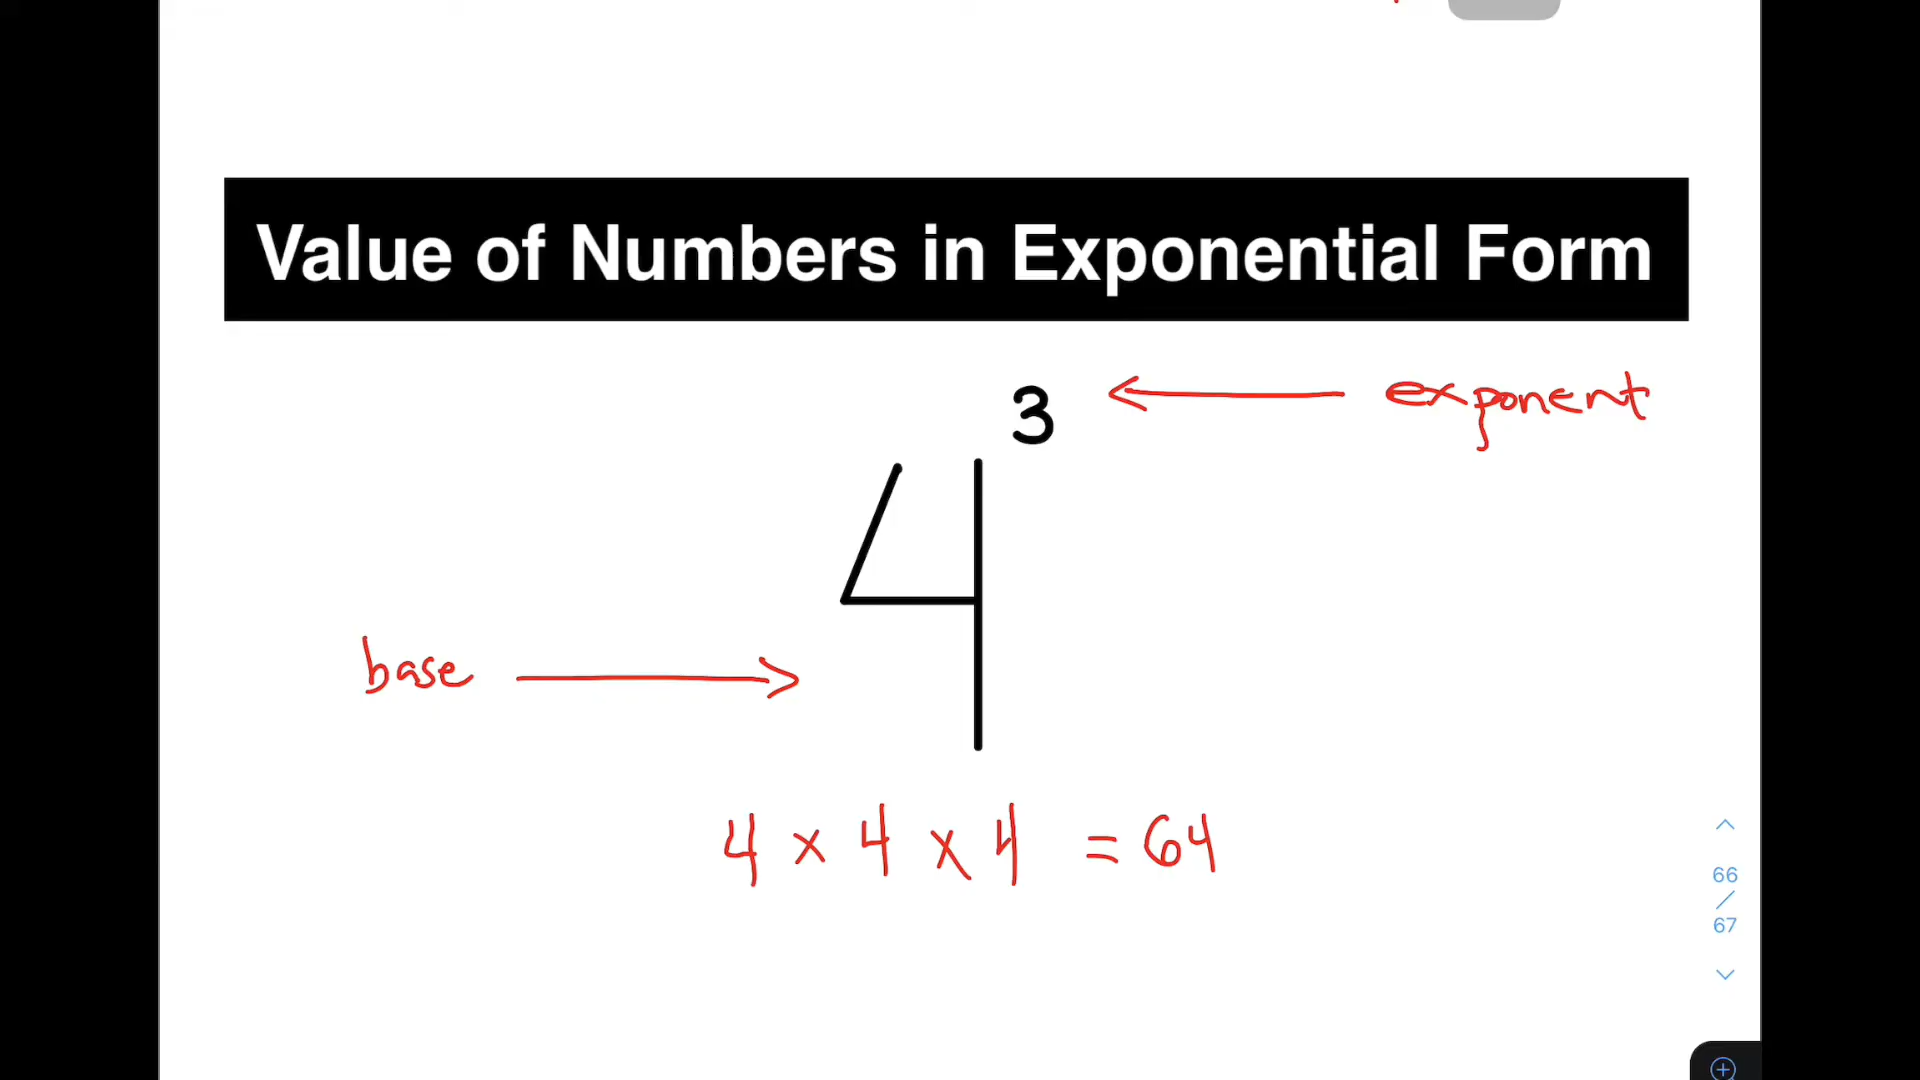 Value of Numbers in Exponential Form
3 exponent
4
base
4 x 4 x 4 = 64
66
/
67